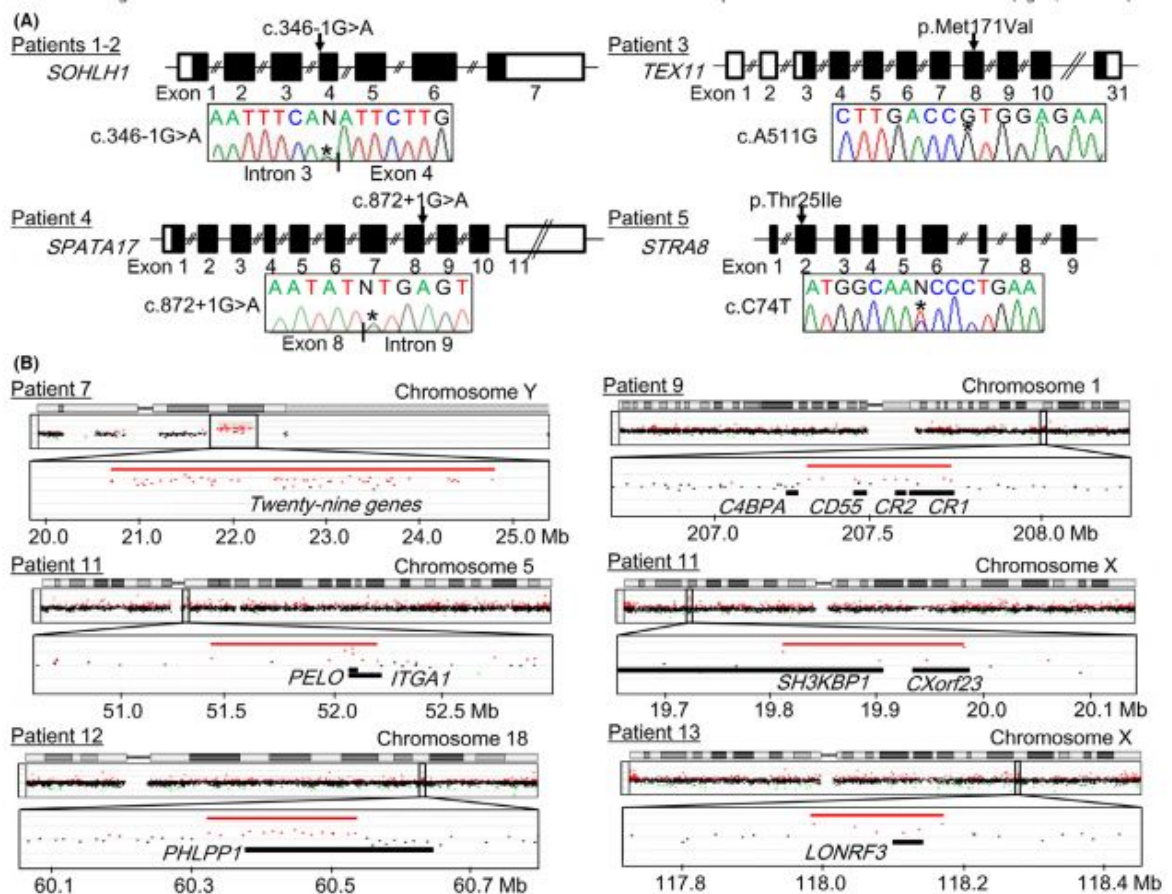 (A)
Patients 1-2
c.346-1G>A
SOHLH1
Exon 1 2 3 4 5 6 7
AATTTCANATTCTTG
c.346-1G>A
*
Intron 3 Exon 4
p.Met171Val
Patient 3
TEX11
Exon 1 2 3 4 5 6 7 8 9 10 31
CTTGACCGTGGAGAA
c.A511G
*
c.872+1G>A
Patient 4
SPATA17
Exon 1 2 3 4 5 6 7 8 9 10 11
AATATNTGAGT
c.872+1G>A
*
Exon 8 Intron 9
p.Thr25Ile
Patient 5
STRA8
Exon 1 2 3 4 5 6 7 8 9
ATGGCAANCCCTGAA
c.C74T
*
(B)
Patient 7 Chromosome Y
Twenty-nine genes
20.0 21.0 22.0 23.0 24.0 25.0 Mb
Patient 9 Chromosome 1
C4BPA CD55 CR2 CR1
207.0 207.5 208.0 Mb
Patient 11 Chromosome 5
PELO ITGA1
51.0 51.5 52.0 52.5 Mb
Patient 11 Chromosome X
SH3KBP1 CXorf23
19.7 19.8 19.9 20.0 20.1 Mb
Patient 12 Chromosome 18
PHLPP1
60.1 60.3 60.5 60.7 Mb
Patient 13 Chromosome X
LONRF3
117.8 118.0 118.2 118.4 Mb